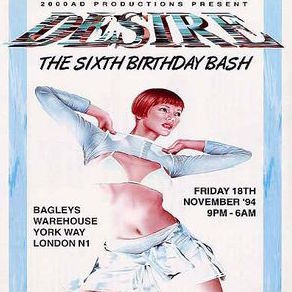 2000AD PRODUCTIONS PRESENT
DESIRE
THE SIXTH BIRTHDAY BASH
FRIDAY 18TH
NOVEMBER '94
9PM - 6AM
BAGLEYS
WAREHOUSE
YORK WAY
LONDON N1